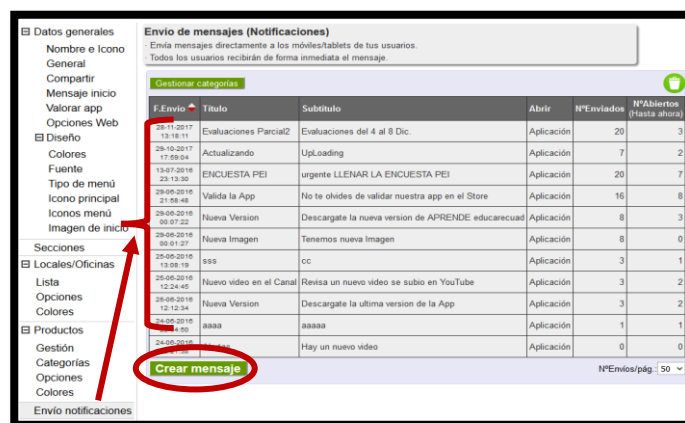 Datos generales
Nombre e Icono
General
Compartir
Mensaje inicio
Valorar app
Opciones Web
Diseño
Colores
Fuente
Tipo de menú
Icono principal
Iconos menú
Imagen de inicio
Secciones
Locales/Oficinas
Lista
Opciones
Colores
Productos
Gestión
Categorías
Opciones
Colores
Envío notificaciones
Envío de mensajes (Notificaciones)
· Envía mensajes directamente a los móviles/tablets de tus usuarios.
· Todos los usuarios recibirán de forma inmediata el mensaje.
Gestionar categorías
F.Envio Título Subtítulo Abrir NºEnviados NºAbiertos (Hasta ahora)
28-11-2017 13:18:11 Evaluaciones Parcial2 Evaluaciones del 4 al 8 Dic. Aplicación 20 3
29-10-2017 17:59:04 Actualizando UpLoading Aplicación 7 2
13-07-2016 23:13:30 ENCUESTA PEI urgente LLENAR LA ENCUESTA PEI Aplicación 20 7
29-06-2016 21:58:48 Valida la App No te olvides de validar nuestra app en el Store Aplicación 16 8
29-06-2016 00:07:22 Nueva Version Descargate la nueva version de APRENDE educarecuad Aplicación 8 3
29-06-2016 00:01:27 Nueva Imagen Tenemos nueva Imagen Aplicación 8 0
25-06-2016 13:08:19 sss cc Aplicación 3 1
25-06-2016 12:24:45 Nuevo video en el Canal Revisa un nuevo video se subio en YouTube Aplicación 3 2
25-06-2016 12:12:34 Nueva Version Descargate la ultima version de la App Aplicación 3 2
24-06-2016 aaaa aaaaa Aplicación 1 1
24-06-2016 Hay un nuevo video Aplicación 0 0
Crear mensaje
NºEnvíos/pág.: 50